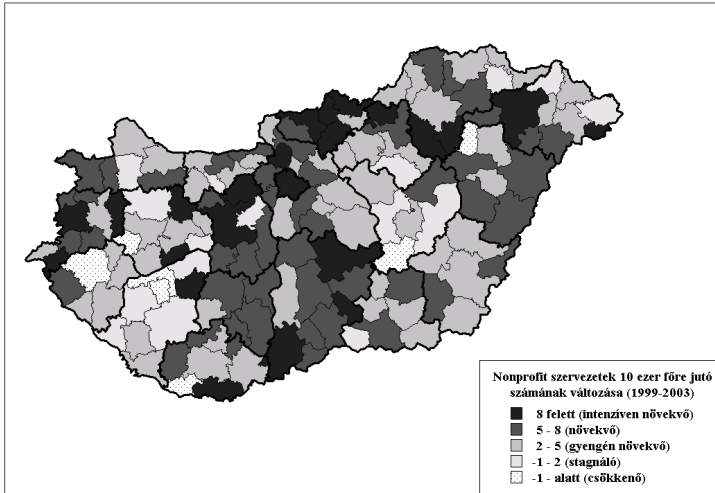 Nonprofit szervezetek 10 ezer főre jutó
számának változása (1999-2003)
8 felett (intenzíven növekvő)
5 - 8 (növekvő)
2 - 5 (gyengén növekvő)
-1 - 2 (stagnáló)
-1 - alatt (csökkenő)